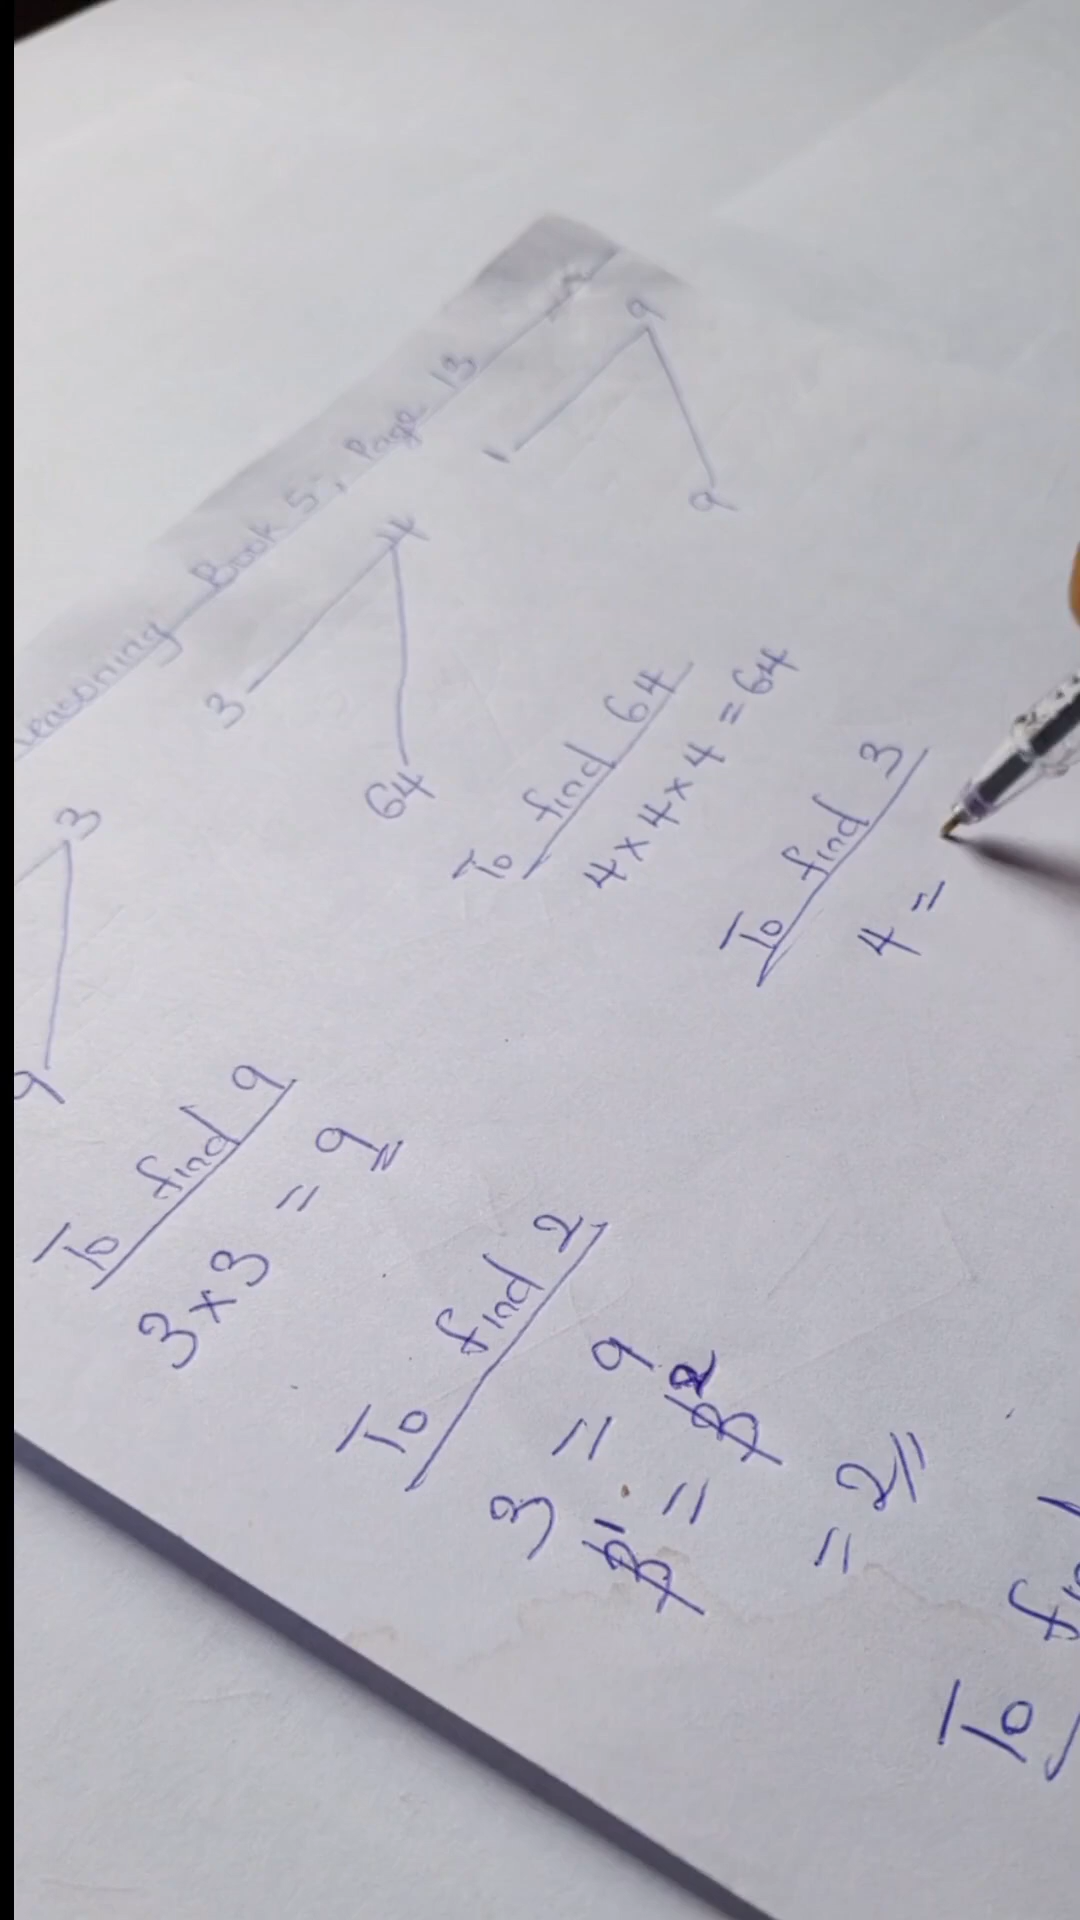 reasoning Book 5, Page 13
3
9
4
3
64
9
1
9
To find 9
3 x 3 = 9
To find 2
3 = 9
3 1 = 3 2
= 2
To find 64
4 x 4 x 4 = 64
To find 3
4 =
To